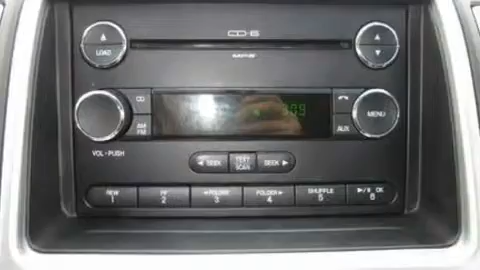 CD-6
LOAD
CD
AM
FM
MENU
AUX
VOL - PUSH
◄ SEEK
TEXT
SCAN
SEEK ►
REW
1
FF
2
◄ FOLDER
3
FOLDER ►
4
SHUFFLE
5
►/II OK
6